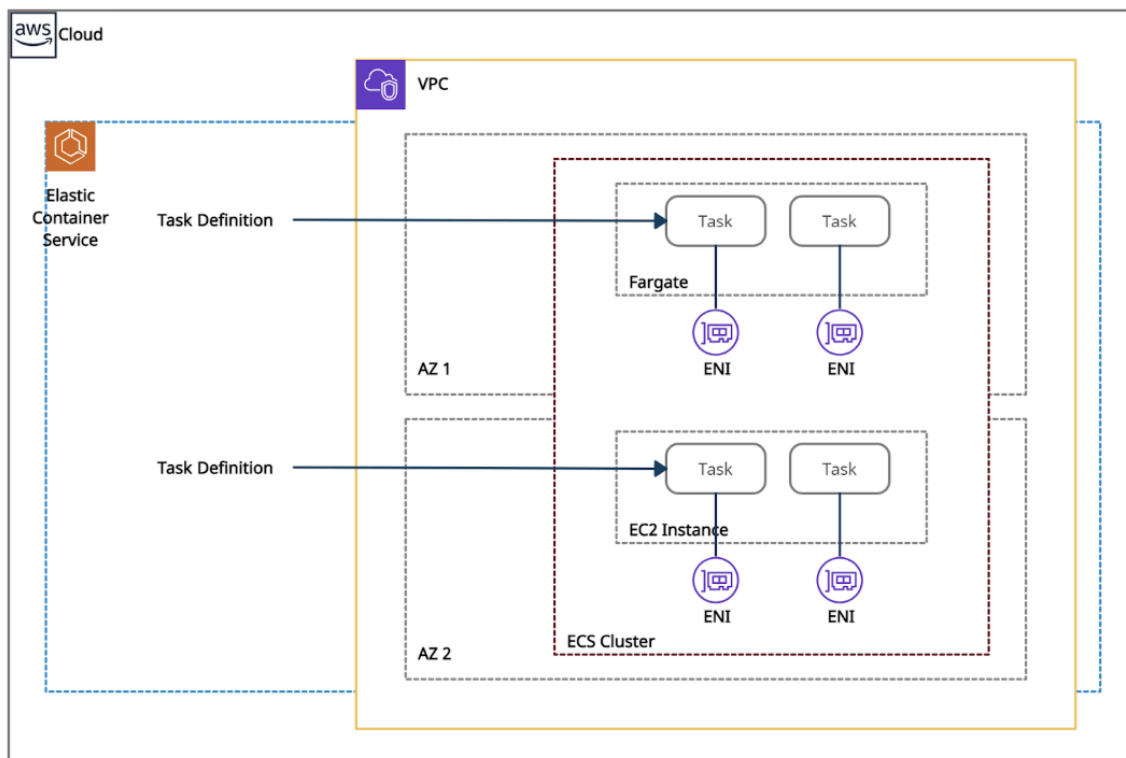 aws
Cloud
VPC
Elastic
Container
Service
Task Definition
Task
Task
Fargate
ENI
ENI
AZ 1
Task Definition
Task
Task
EC2 Instance
ENI
ENI
ECS Cluster
AZ 2